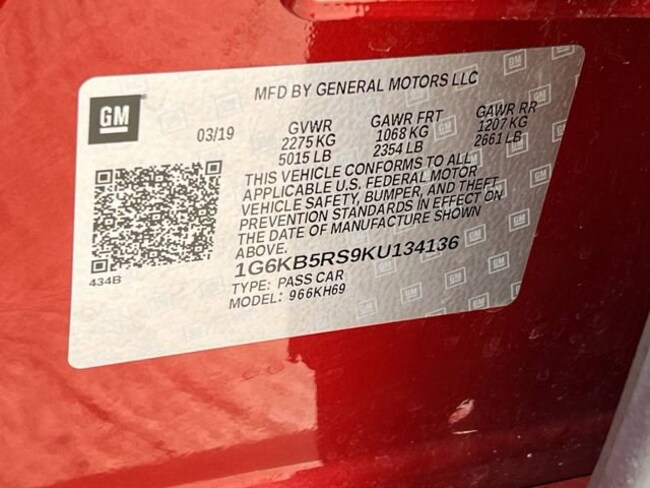 MFD BY GENERAL MOTORS LLC
GM
03/19
GVWR GAWR FRT GAWR RR
2275 KG 1068 KG 1207 KG
5015 LB 2354 LB 2661 LB
THIS VEHICLE CONFORMS TO ALL
APPLICABLE U.S. FEDERAL MOTOR
VEHICLE SAFETY, BUMPER, AND THEFT
PREVENTION STANDARDS IN EFFECT ON
THE DATE OF MANUFACTURE SHOWN
ABOVE.
434B
1G6KB5RS9KU134136
TYPE: PASS CAR
MODEL: 966KH69